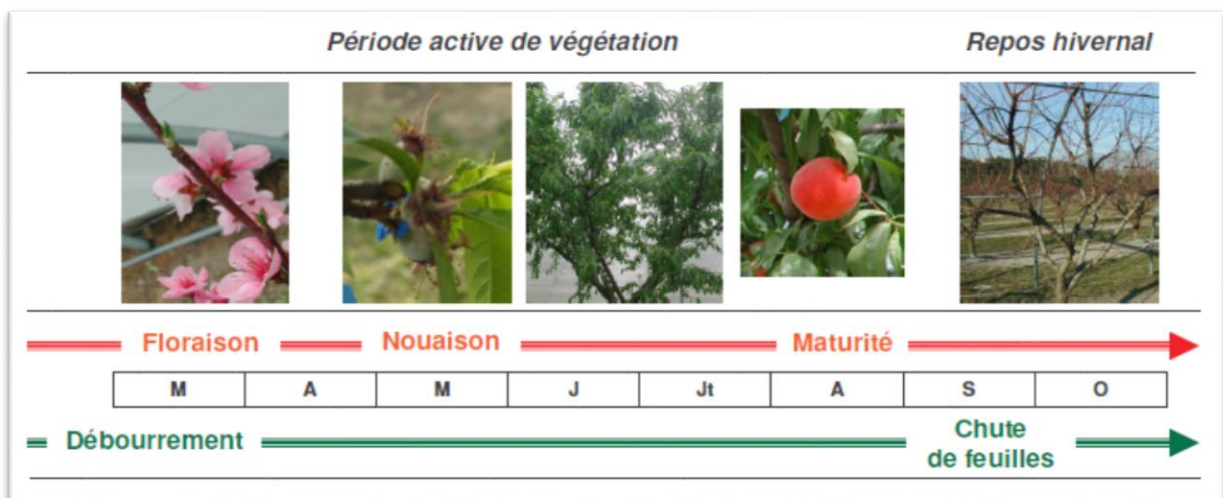 Période active de végétation Repos hivernal
Floraison Nouaison Maturité
M A M J Jt A S O
Débourrement Chute
de feuilles